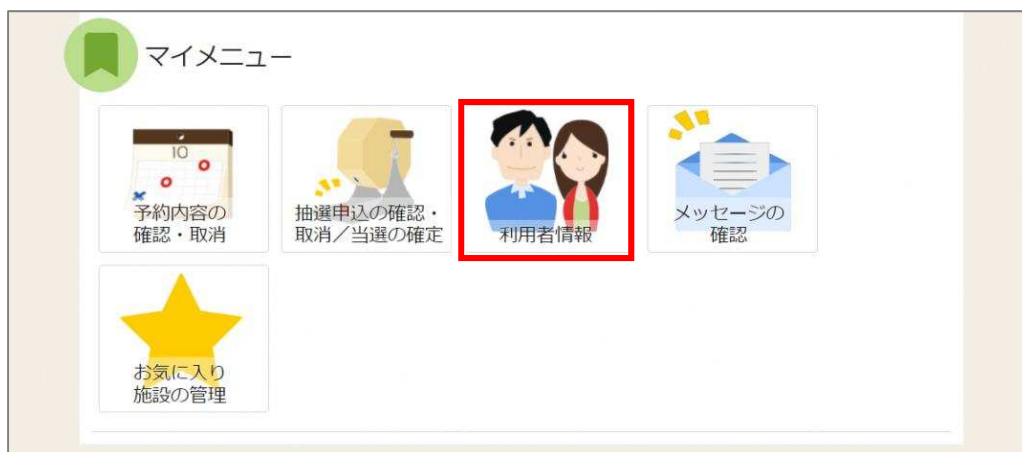 マイメニュー
10
予約内容の
確認・取消
抽選申込の確認・
取消／当選の確定
利用者情報
メッセージの
確認
お気に入り
施設の管理